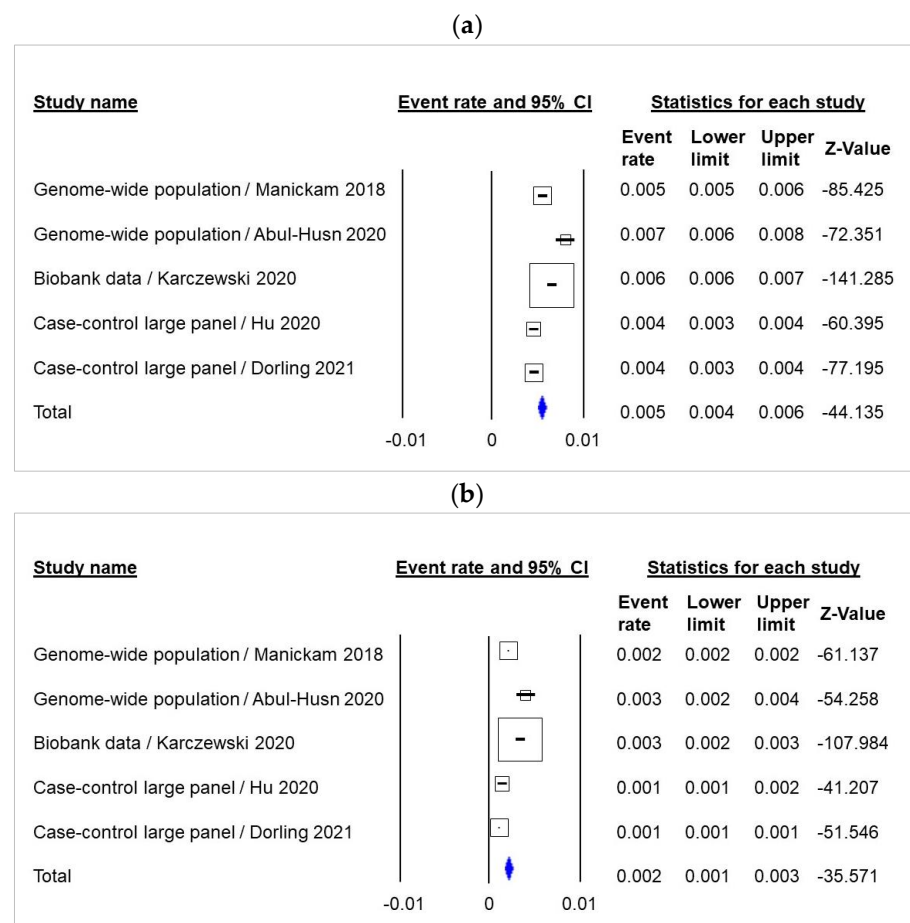 (a)
Study name Event rate and 95% CI Statistics for each study
Event rate Lower limit Upper limit Z-Value
Genome-wide population / Manickam 2018 0.005 0.005 0.006 -85.425
Genome-wide population / Abul-Husn 2020 0.007 0.006 0.008 -72.351
Biobank data / Karczewski 2020 0.006 0.006 0.007 -141.285
Case-control large panel / Hu 2020 0.004 0.003 0.004 -60.395
Case-control large panel / Dorling 2021 0.004 0.003 0.004 -77.195
Total 0.005 0.004 0.006 -44.135
-0.01 0 0.01
(b)
Study name Event rate and 95% CI Statistics for each study
Event rate Lower limit Upper limit Z-Value
Genome-wide population / Manickam 2018 0.002 0.002 0.002 -61.137
Genome-wide population / Abul-Husn 2020 0.003 0.002 0.004 -54.258
Biobank data / Karczewski 2020 0.003 0.002 0.003 -107.984
Case-control large panel / Hu 2020 0.001 0.001 0.002 -41.207
Case-control large panel / Dorling 2021 0.001 0.001 0.001 -51.546
Total 0.002 0.001 0.003 -35.571
-0.01 0 0.01